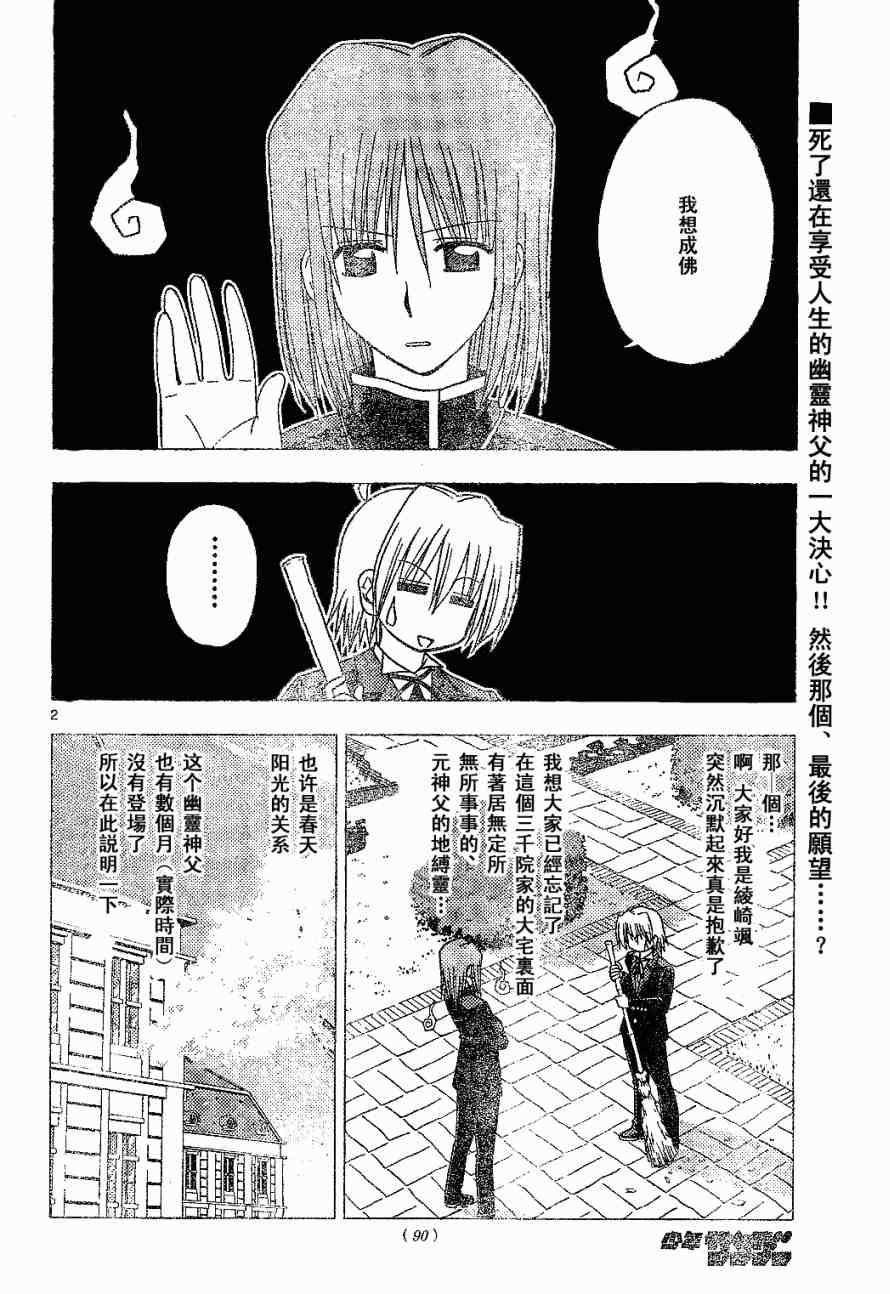 ■死了還在享受人生的幽靈神父的一大決心!! 然後那個、最後的願望……?
我想成佛
………
2
那—個…
啊 大家好我是綾崎颯
突然沉默起來真是抱歉了
我想大家已經忘記了
在這個三千院家的大宅裏面
有著居無定所
無所事事的、
元神父的地縛靈…
也许是春天
阳光的关系
这个幽靈神父
也有數個月(實際時間)
沒有登場了
所以在此説明一下
(90)
少年